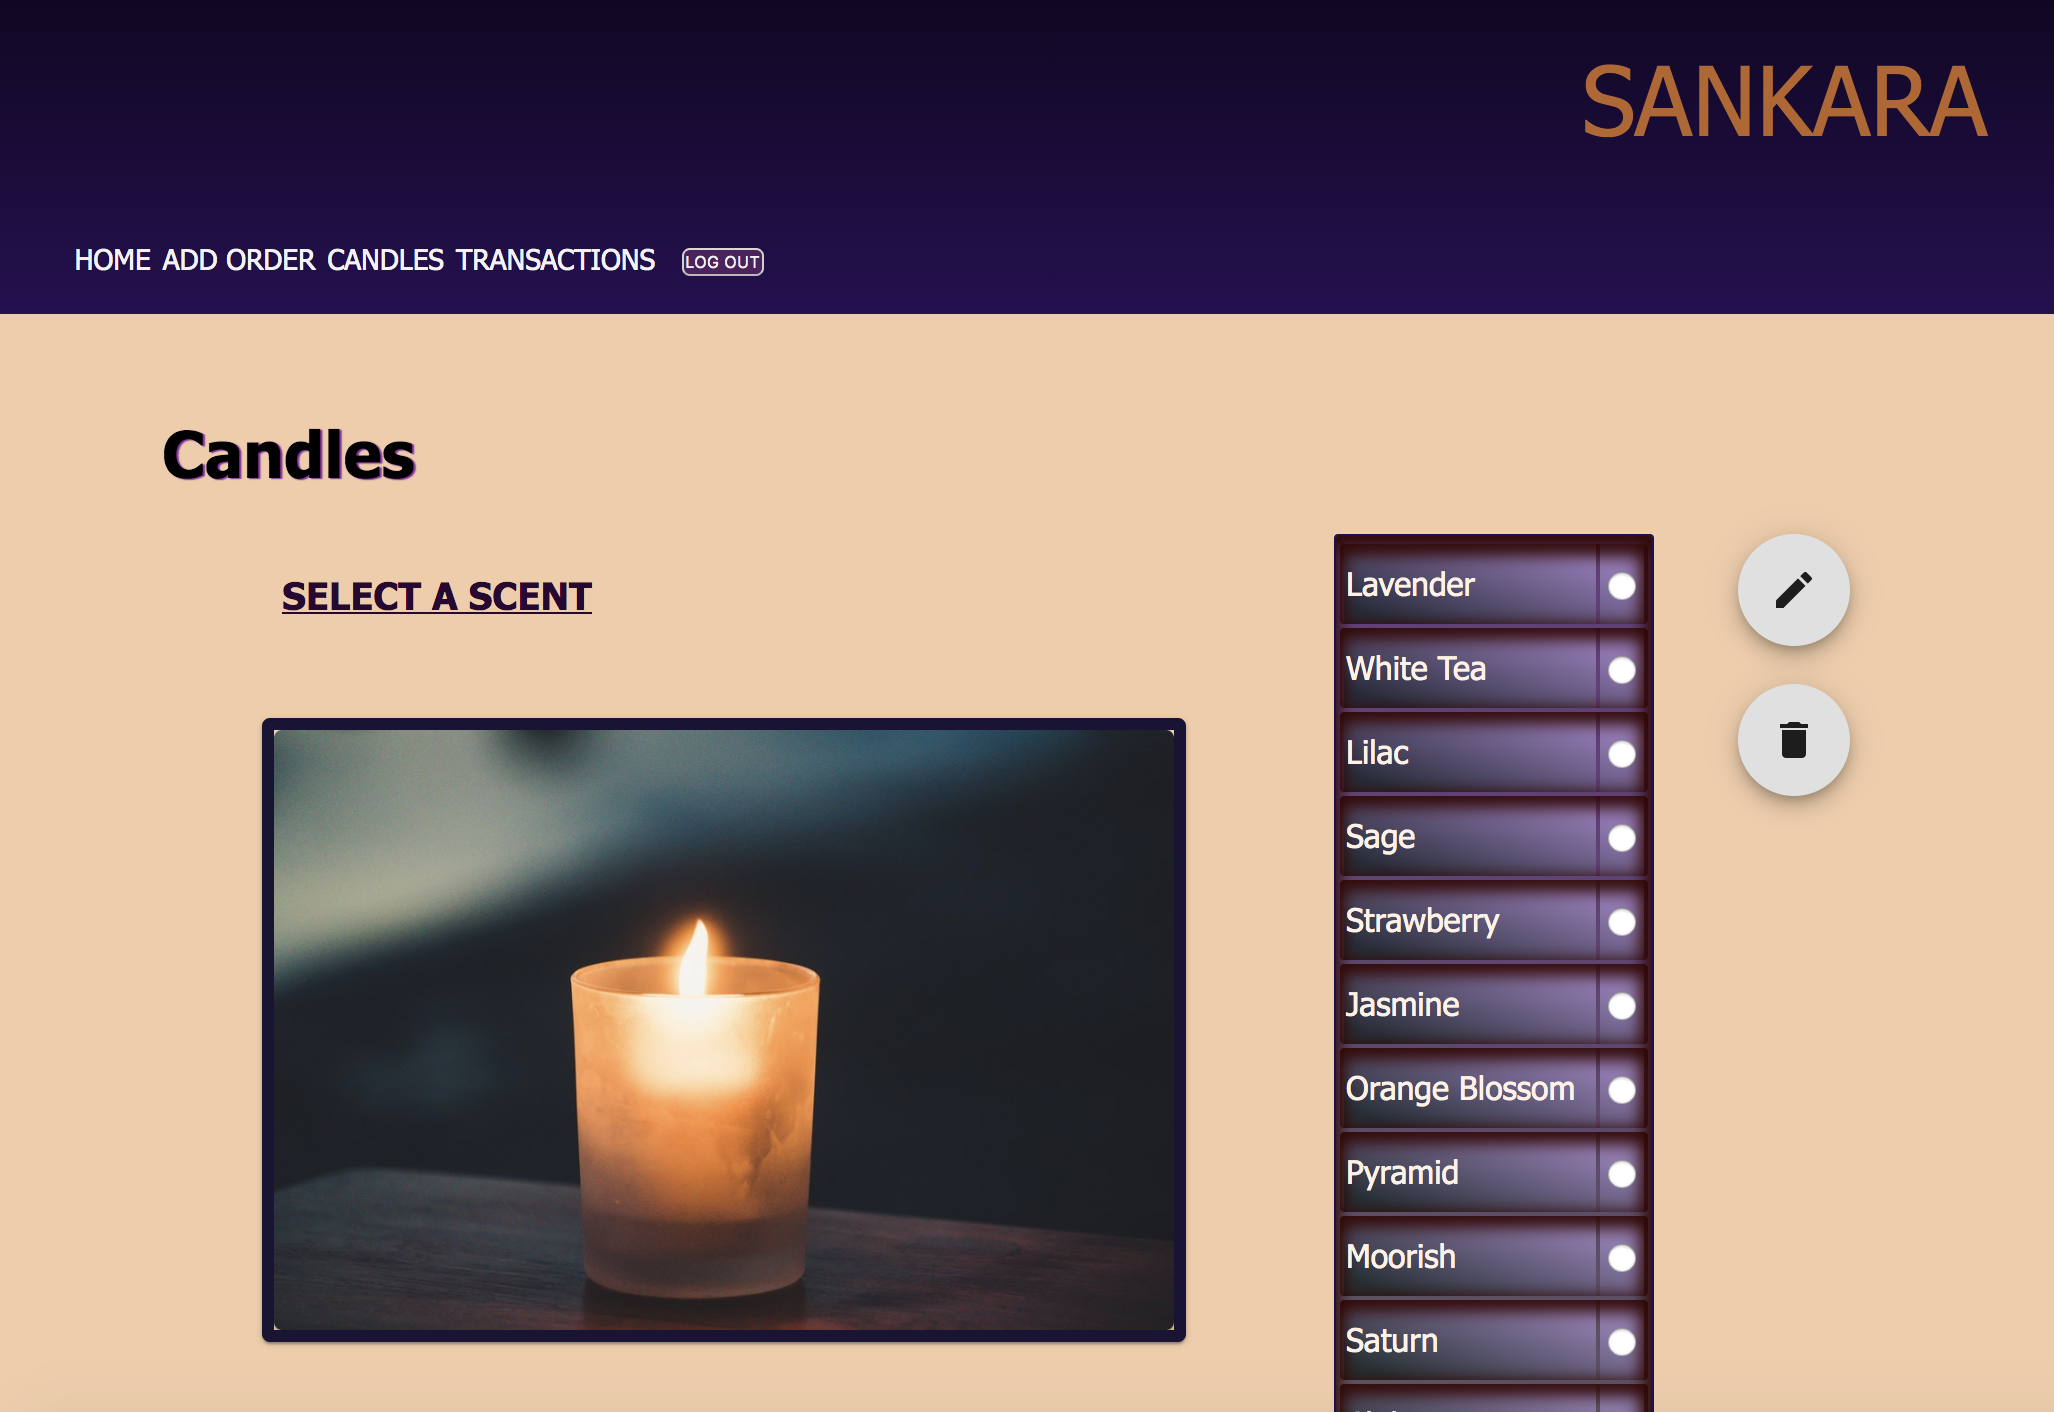 SANKARA
HOME ADD ORDER CANDLES TRANSACTIONS LOG OUT
Candles
SELECT A SCENT
Lavender
White Tea
Lilac
Sage
Strawberry
Jasmine
Orange Blossom
Pyramid
Moorish
Saturn